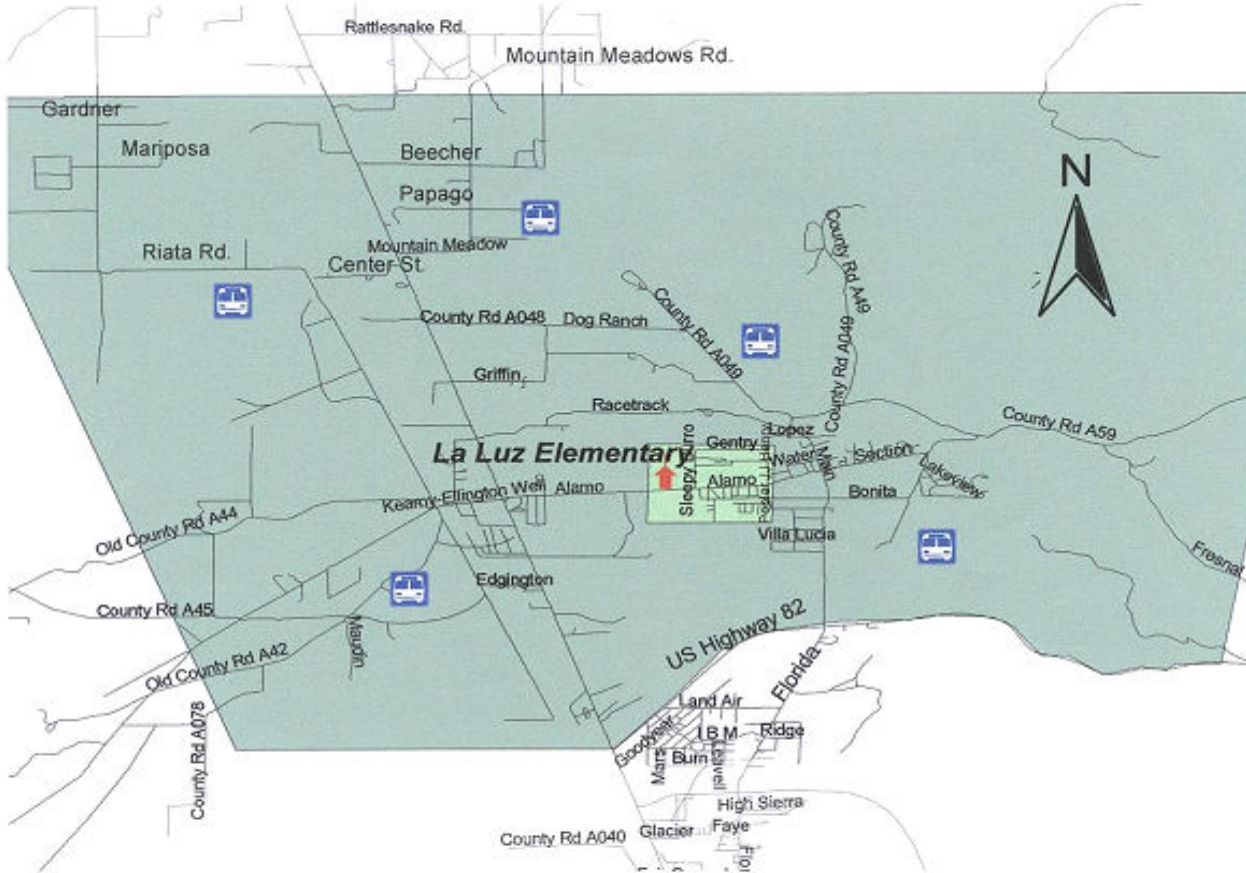 Rattlesnake Rd.
Mountain Meadows Rd.
Gardner
Mariposa
Beecher
Papago
N
Riata Rd.
Mountain Meadow
Center St.
County Rd A49
County Rd A048
Dog Ranch
County Rd A049
County Rd A049
Griffin
Racetrack
County Rd A59
Lopez
Gentry
La Luz Elementary
Sleepy Burro
Water
Main
Section
Lakeview
Alamo
Kearny-Ellington Well
Alamo
Bonita
Old County Rd A44
Villa Lucia
Fresnal
Edgington
County Rd A45
Maudin
US Highway 82
Old County Rd A42
Florida
Land Air
County Rd A078
Goodyear
I B M
Ridge
Mars
Burn
Leavell
High Sierra
Glacier
Faye
County Rd A040